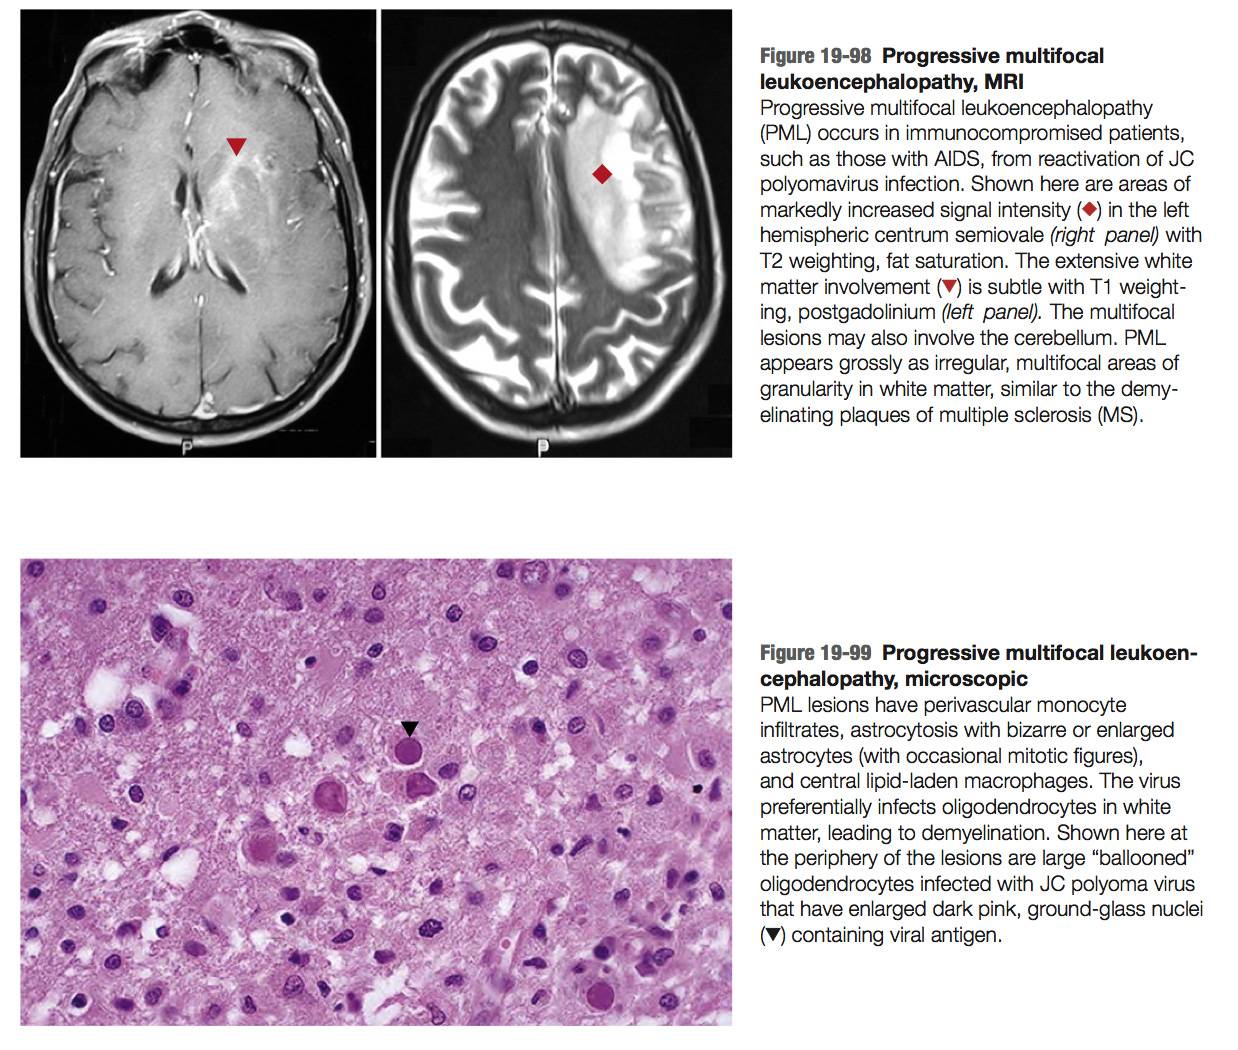 P
P
Figure 19-98 Progressive multifocal
leukoencephalopathy, MRI
Progressive multifocal leukoencephalopathy
(PML) occurs in immunocompromised patients,
such as those with AIDS, from reactivation of JC
polyomavirus infection. Shown here are areas of
markedly increased signal intensity (♦) in the left
hemispheric centrum semiovale (right panel) with
T2 weighting, fat saturation. The extensive white
matter involvement (▼) is subtle with T1 weight-
ing, postgadolinium (left panel). The multifocal
lesions may also involve the cerebellum. PML
appears grossly as irregular, multifocal areas of
granularity in white matter, similar to the demy-
elinating plaques of multiple sclerosis (MS).
Figure 19-99 Progressive multifocal leukoen-
cephalopathy, microscopic
PML lesions have perivascular monocyte
infiltrates, astrocytosis with bizarre or enlarged
astrocytes (with occasional mitotic figures),
and central lipid-laden macrophages. The virus
preferentially infects oligodendrocytes in white
matter, leading to demyelination. Shown here at
the periphery of the lesions are large “ballooned”
oligodendrocytes infected with JC polyoma virus
that have enlarged dark pink, ground-glass nuclei
(▼) containing viral antigen.